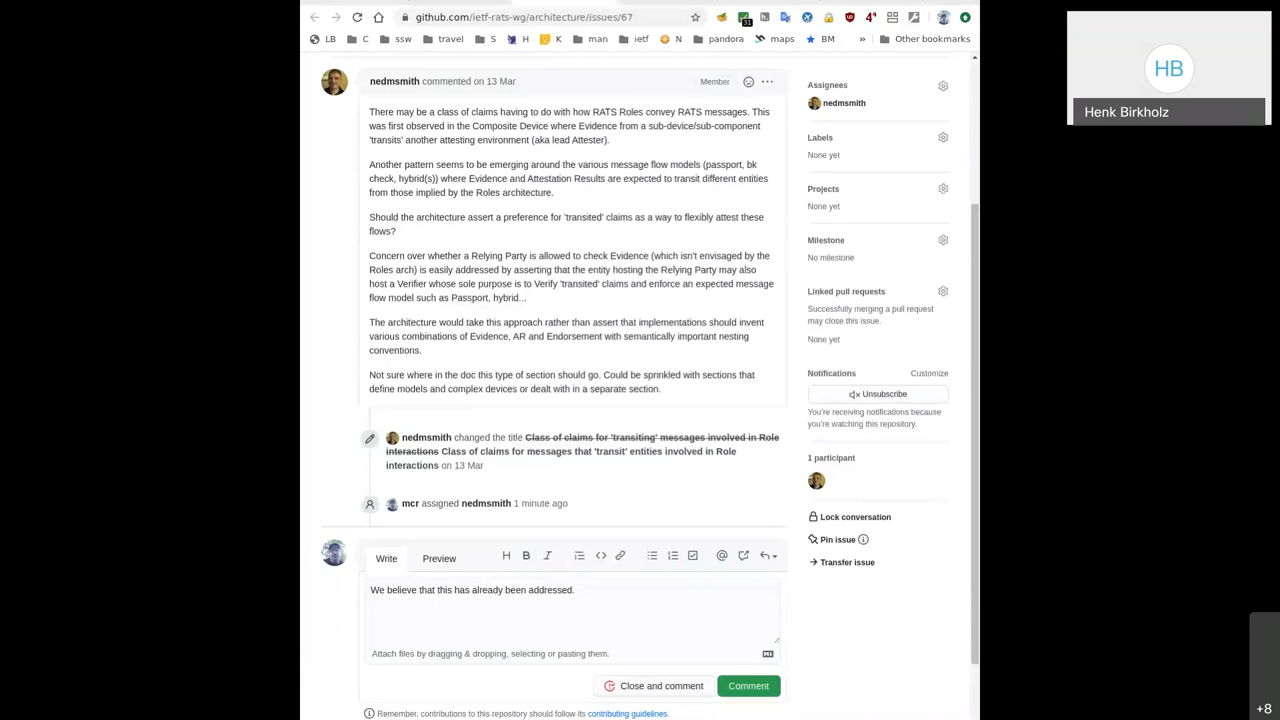 github.com/ietf-rats-wg/architecture/issues/67
31
4°
LB C ssw travel S H K man ietf N pandora maps BM » Other bookmarks
HB
Henk Birkholz
nedmsmith commented on 13 Mar Member
There may be a class of claims having to do with how RATS Roles convey RATS messages. This
was first observed in the Composite Device where Evidence from a sub-device/sub-component
'transits' another attesting environment (aka lead Attester).
Another pattern seems to be emerging around the various message flow models (passport, bk
check, hybrid(s)) where Evidence and Attestation Results are expected to transit different entities
from those implied by the Roles architecture.
Should the architecture assert a preference for 'transited' claims as a way to flexibly attest these
flows?
Concern over whether a Relying Party is allowed to check Evidence (which isn't envisaged by the
Roles arch) is easily addressed by asserting that the entity hosting the Relying Party may also
host a Verifier whose sole purpose is to Verify 'transited' claims and enforce an expected message
flow model such as Passport, hybrid...
The architecture would take this approach rather than assert that implementations should invent
various combinations of Evidence, AR and Endorsement with semantically important nesting
conventions.
Not sure where in the doc this type of section should go. Could be sprinkled with sections that
define models and complex devices or dealt with in a separate section.
nedmsmith changed the title Class of claims for 'transiting' messages involved in Role
interactions Class of claims for messages that 'transit' entities involved in Role
interactions on 13 Mar
mcr assigned nedmsmith 1 minute ago
Write Preview
H B I
We believe that this has already been addressed.
Attach files by dragging & dropping, selecting or pasting them.
Close and comment Comment
Remember, contributions to this repository should follow its contributing guidelines.
Assignees
nedmsmith
Labels
None yet
Projects
None yet
Milestone
No milestone
Linked pull requests
Successfully merging a pull request
may close this issue.
None yet
Notifications Customize
Unsubscribe
You're receiving notifications because
you're watching this repository.
1 participant
Lock conversation
Pin issue
Transfer issue
+8